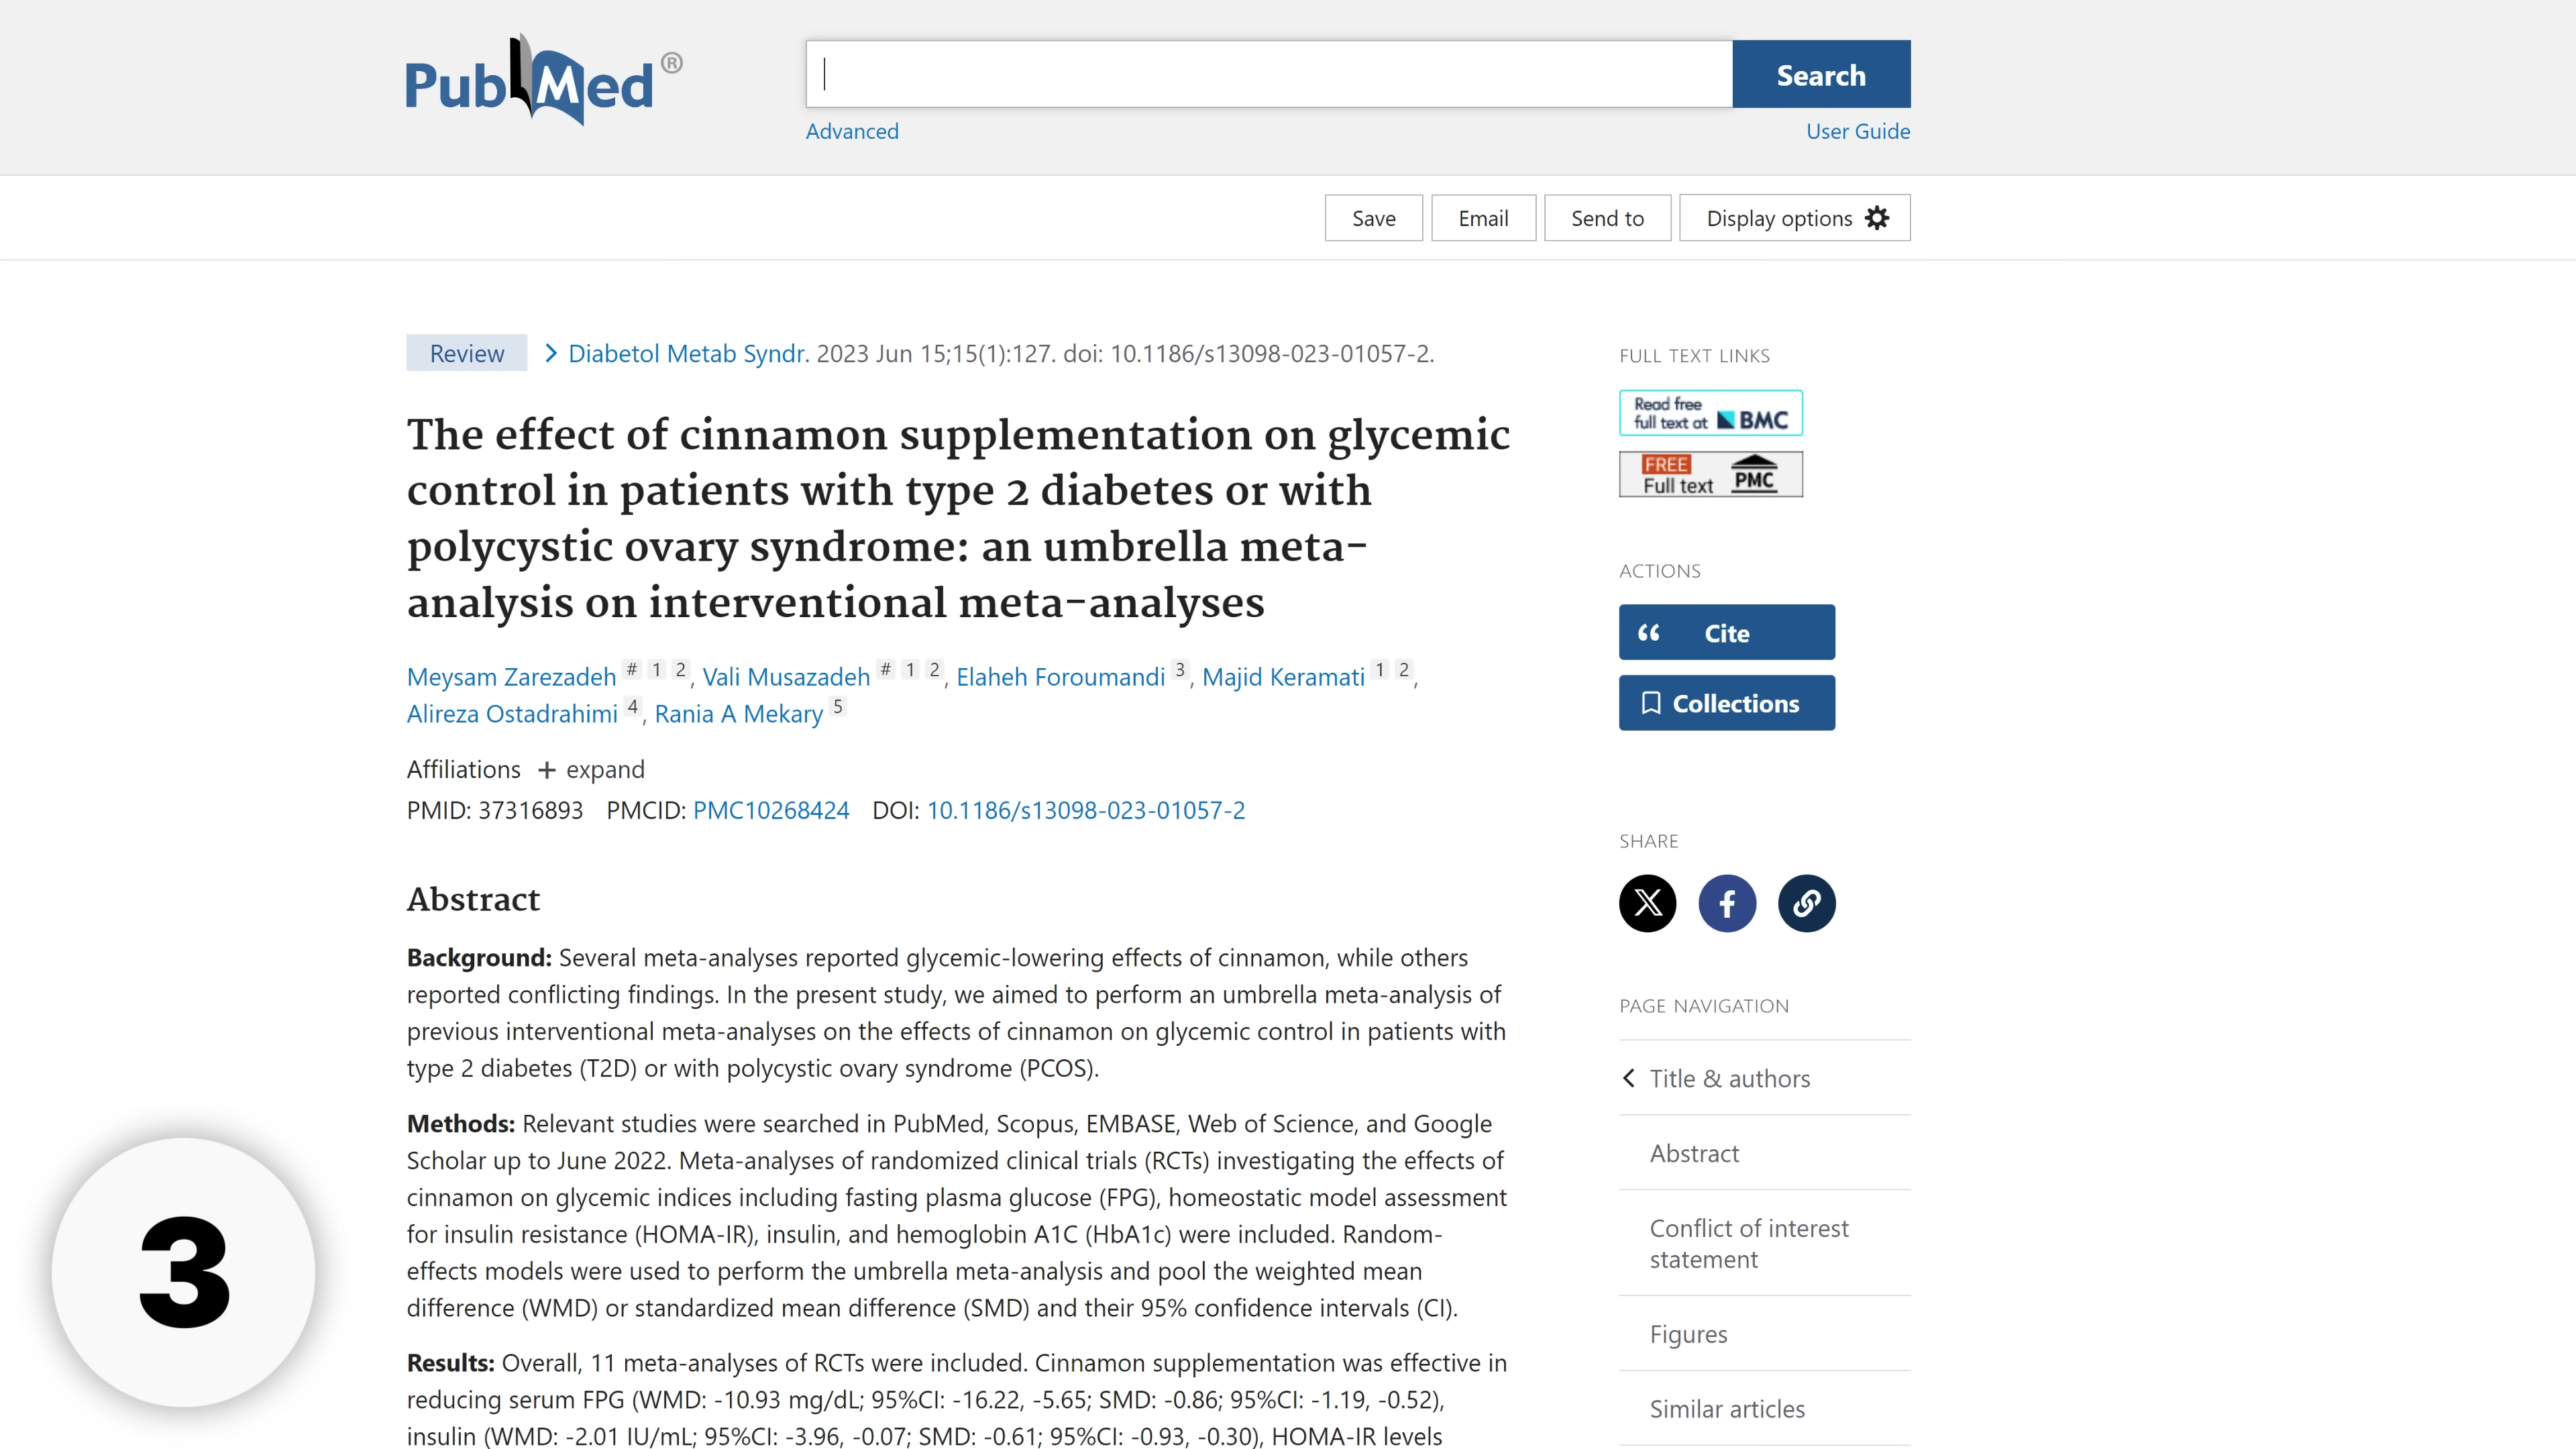 PubMed®
Search
Advanced
User Guide
Save
Email
Send to
Display options
Review
Diabetol Metab Syndr. 2023 Jun 15;15(1):127. doi: 10.1186/s13098-023-01057-2.
The effect of cinnamon supplementation on glycemic
control in patients with type 2 diabetes or with
polycystic ovary syndrome: an umbrella meta-
analysis on interventional meta-analyses
Meysam Zarezadeh # 1 2, Vali Musazadeh # 1 2, Elaheh Foroumandi 3, Majid Keramati 1 2,
Alireza Ostadrahimi 4, Rania A Mekary 5
Affiliations + expand
PMID: 37316893 PMCID: PMC10268424 DOI: 10.1186/s13098-023-01057-2
Abstract
Background: Several meta-analyses reported glycemic-lowering effects of cinnamon, while others
reported conflicting findings. In the present study, we aimed to perform an umbrella meta-analysis of
previous interventional meta-analyses on the effects of cinnamon on glycemic control in patients with
type 2 diabetes (T2D) or with polycystic ovary syndrome (PCOS).
Methods: Relevant studies were searched in PubMed, Scopus, EMBASE, Web of Science, and Google
Scholar up to June 2022. Meta-analyses of randomized clinical trials (RCTs) investigating the effects of
cinnamon on glycemic indices including fasting plasma glucose (FPG), homeostatic model assessment
for insulin resistance (HOMA-IR), insulin, and hemoglobin A1C (HbA1c) were included. Random-
effects models were used to perform the umbrella meta-analysis and pool the weighted mean
difference (WMD) or standardized mean difference (SMD) and their 95% confidence intervals (CI).
Results: Overall, 11 meta-analyses of RCTs were included. Cinnamon supplementation was effective in
reducing serum FPG (WMD: -10.93 mg/dL; 95%CI: -16.22, -5.65; SMD: -0.86; 95%CI: -1.19, -0.52),
insulin (WMD: -2.01 IU/mL; 95%CI: -3.96, -0.07; SMD: -0.61; 95%CI: -0.93, -0.30), HOMA-IR levels
3
FULL TEXT LINKS
Read free
full text at BMC
FREE
Full text PMC
ACTIONS
Cite
Collections
SHARE
PAGE NAVIGATION
Title & authors
Abstract
Conflict of interest
statement
Figures
Similar articles